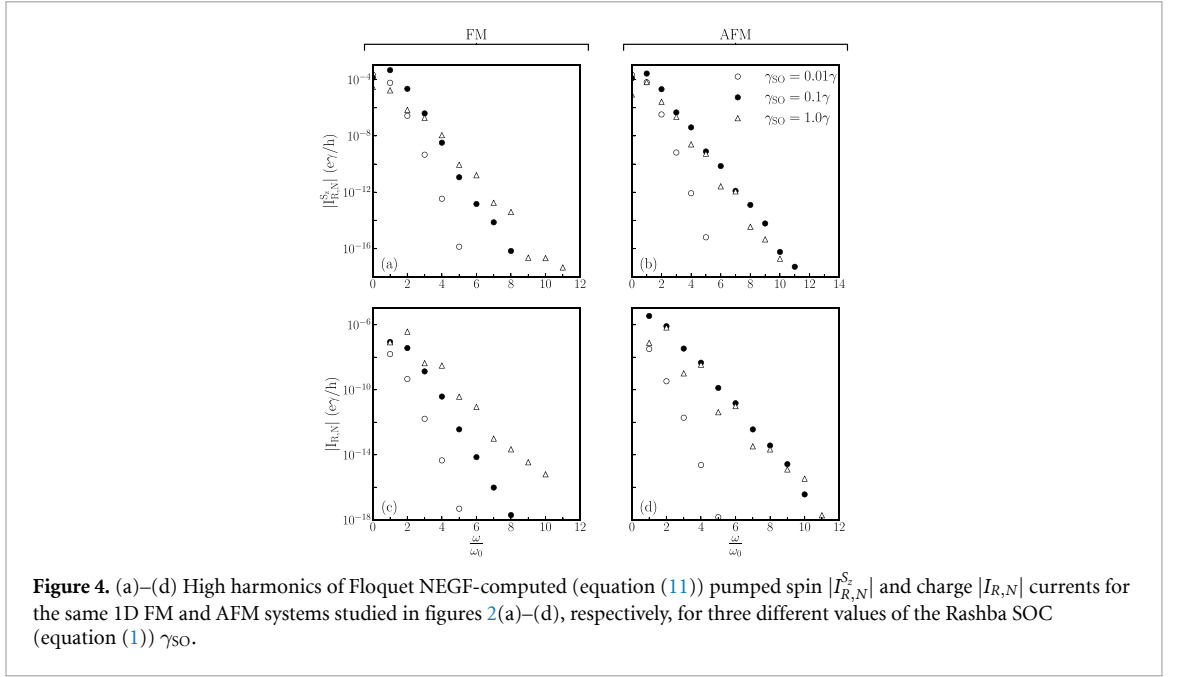 FM AFM
10⁻⁴
10⁻⁸
10⁻¹²
10⁻¹⁶
|I^{S_z}_{R,N}| (eγ/h)
(a)
0 2 4 6 8 10 12
γ_SO = 0.01γ
γ_SO = 0.1γ
γ_SO = 1.0γ
(b)
0 2 4 6 8 10 12 14
10⁻⁶
10⁻¹⁰
10⁻¹⁴
10⁻¹⁸
|I_{R,N}| (eγ/h)
(c)
0 2 4 6 8 10 12
ω/ω₀
(d)
0 2 4 6 8 10 12
ω/ω₀
Figure 4. (a)–(d) High harmonics of Floquet NEGF-computed (equation (11)) pumped spin |I^{S_z}_{R,N}| and charge |I_{R,N}| currents for
the same 1D FM and AFM systems studied in figures 2(a)–(d), respectively, for three different values of the Rashba SOC
(equation (1)) γ_SO.